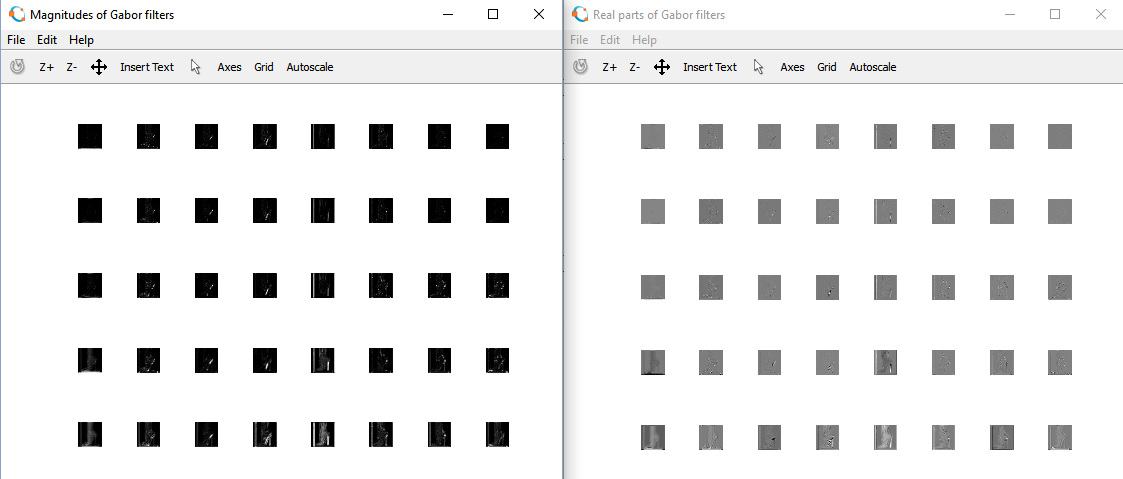 Magnitudes of Gabor filters
File Edit Help
Z+ Z- Insert Text Axes Grid Autoscale
Real parts of Gabor filters
File Edit Help
Z+ Z- Insert Text Axes Grid Autoscale